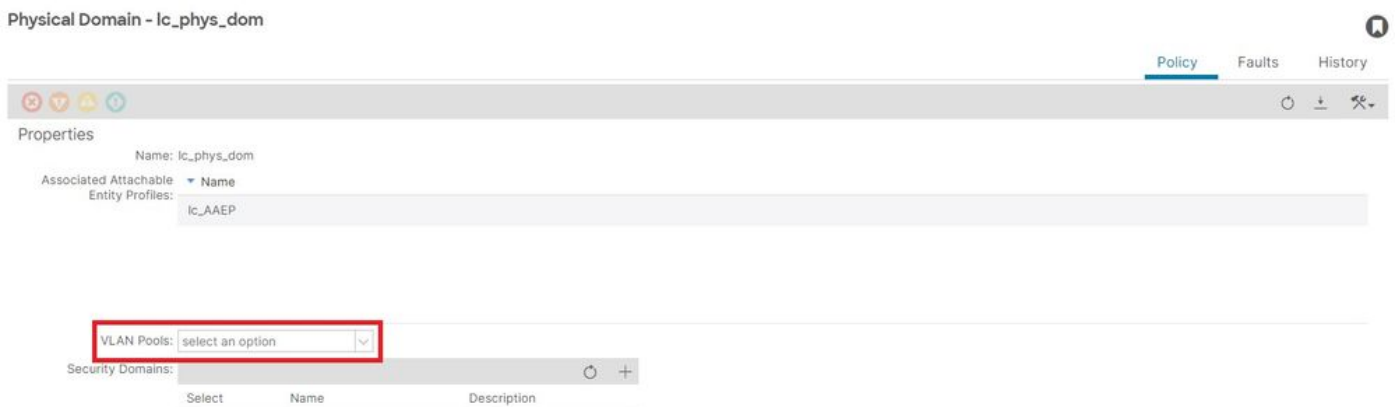 Physical Domain - lc_phys_dom
Policy Faults History
Properties
Name: lc_phys_dom
Associated Attachable Entity Profiles:
Name
lc_AAEP
VLAN Pools: select an option
Security Domains:
Select Name Description